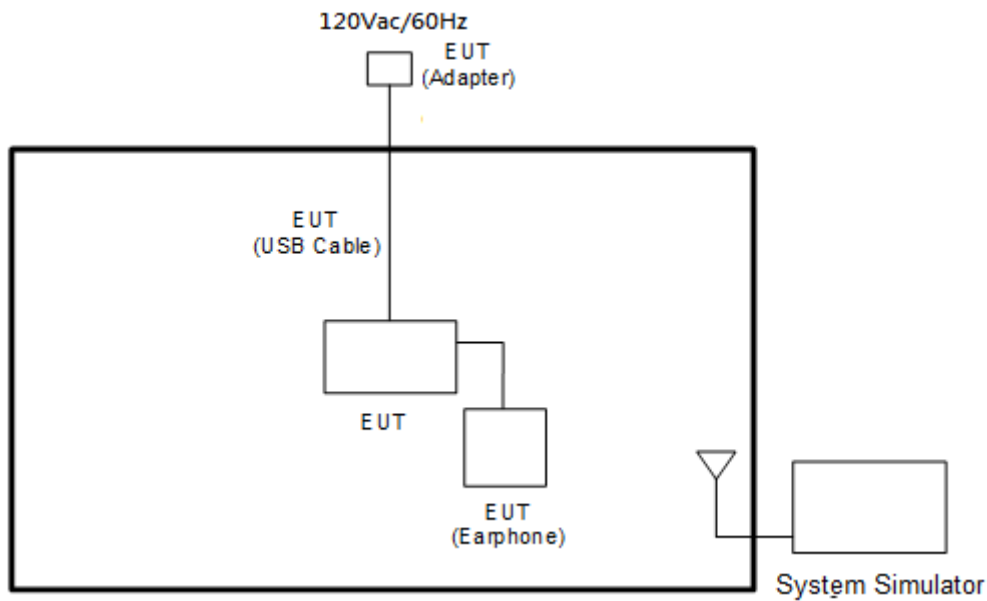 120Vac/60Hz
EUT
(Adapter)
EUT
(USB Cable)
EUT
EUT
(Earphone)
System Simulator